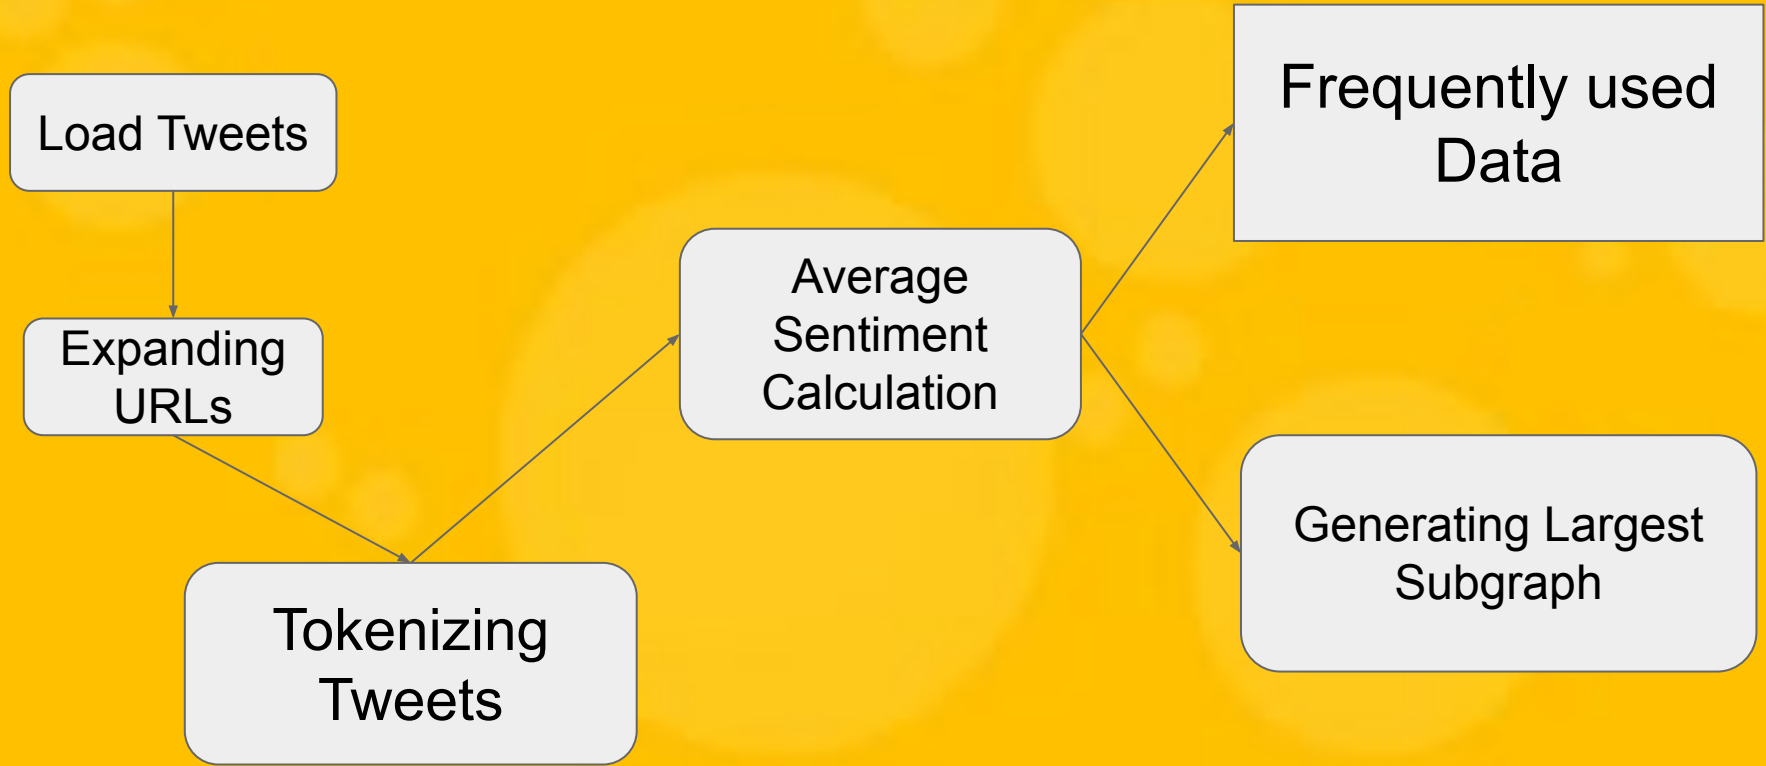 Load Tweets
Expanding
URLs
Tokenizing
Tweets
Average
Sentiment
Calculation
Frequently used
Data
Generating Largest
Subgraph